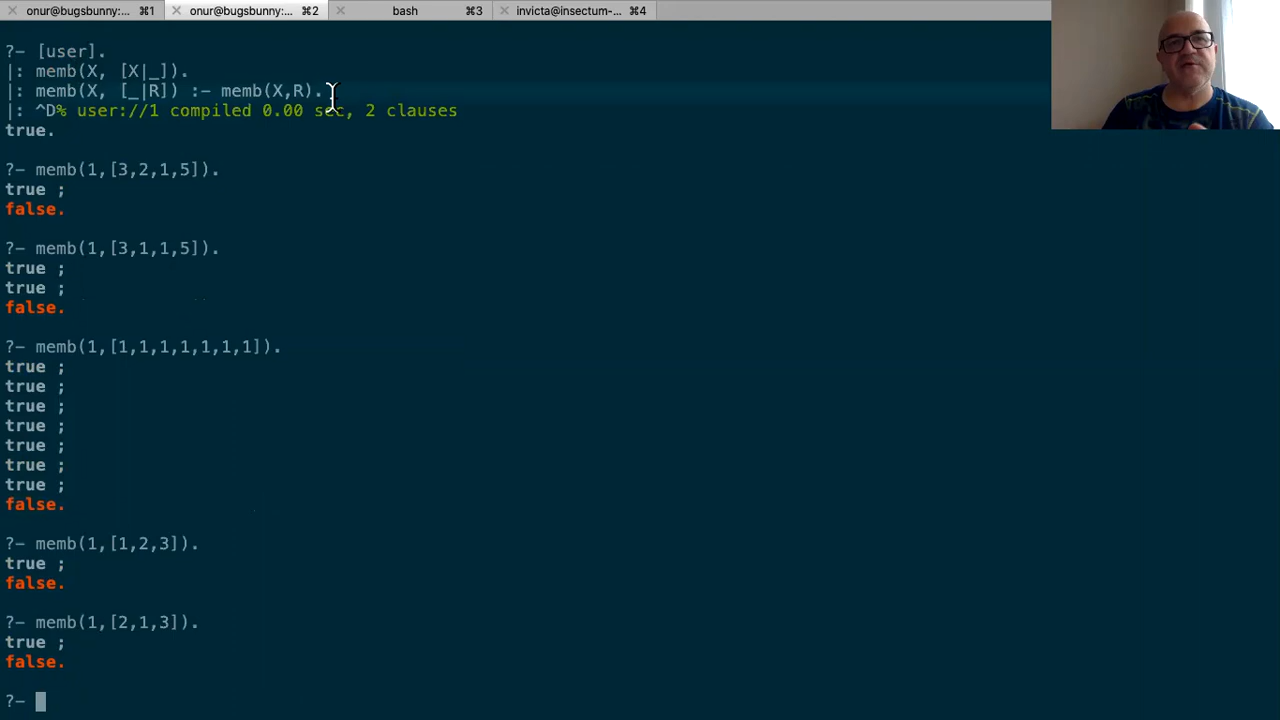 onur@bugsbunny:... ⌘1 onur@bugsbunny:... ⌘2 bash ⌘3 invicta@insectum-... ⌘4
?- [user].
|: memb(X, [X|_]).
|: memb(X, [_|R]) :- memb(X,R).
|: ^D% user://1 compiled 0.00 sec, 2 clauses
true.
?- memb(1,[3,2,1,5]).
true ;
false.
?- memb(1,[3,1,1,5]).
true ;
true ;
false.
?- memb(1,[1,1,1,1,1,1,1]).
true ;
true ;
true ;
true ;
true ;
true ;
true ;
false.
?- memb(1,[1,2,3]).
true ;
false.
?- memb(1,[2,1,3]).
true ;
false.
?-